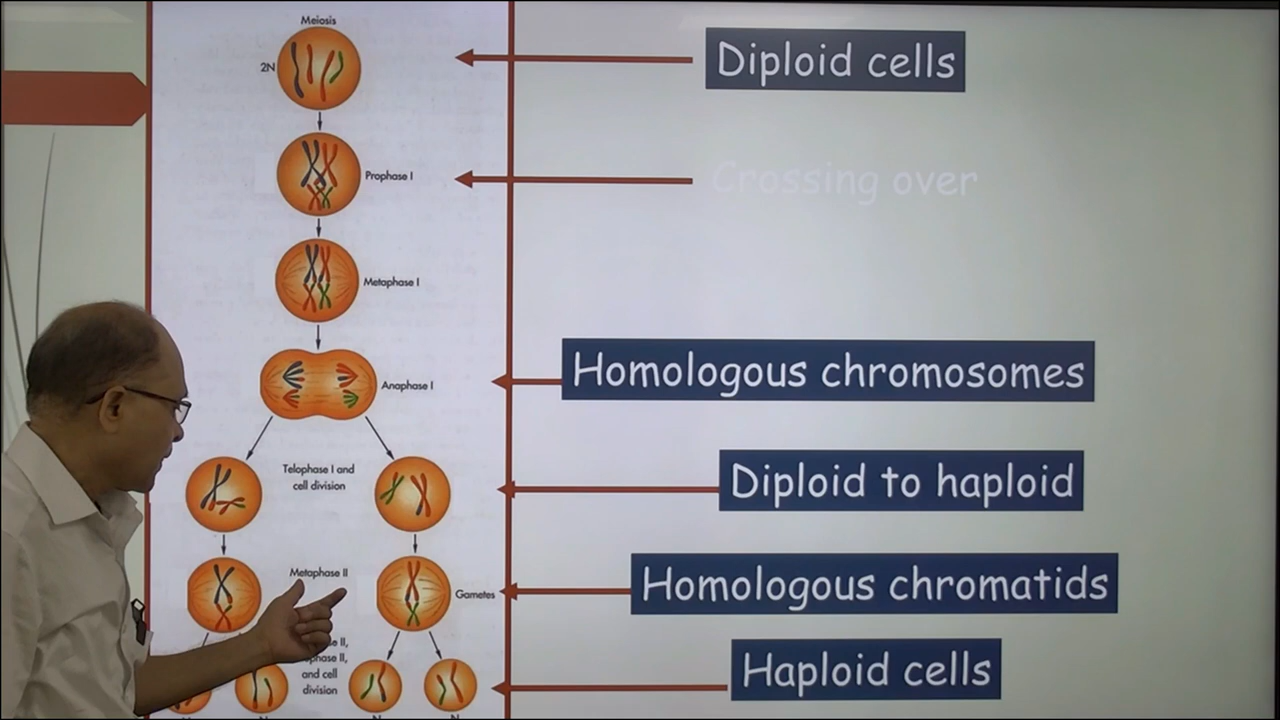 Meiosis
2N
Diploid cells
Prophase I
Crossing over
Metaphase I
Anaphase I
Homologous chromosomes
Telophase I and
cell division
Diploid to haploid
Metaphase II
Gametes
Homologous chromatids
II,
phase II,
and cell
division
Haploid cells
N